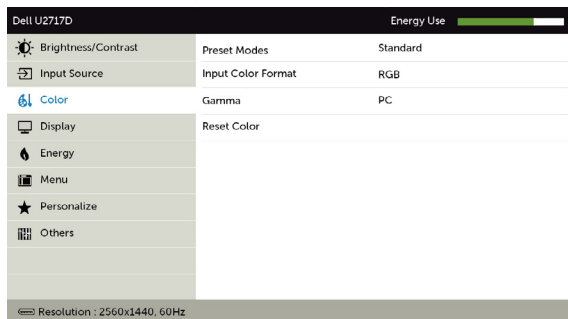 Dell U2717D Energy Use
Brightness/Contrast
Preset Modes Standard
Input Source
Input Color Format RGB
Color
Gamma PC
Display
Reset Color
Energy
Menu
Personalize
Others
Resolution : 2560x1440, 60Hz